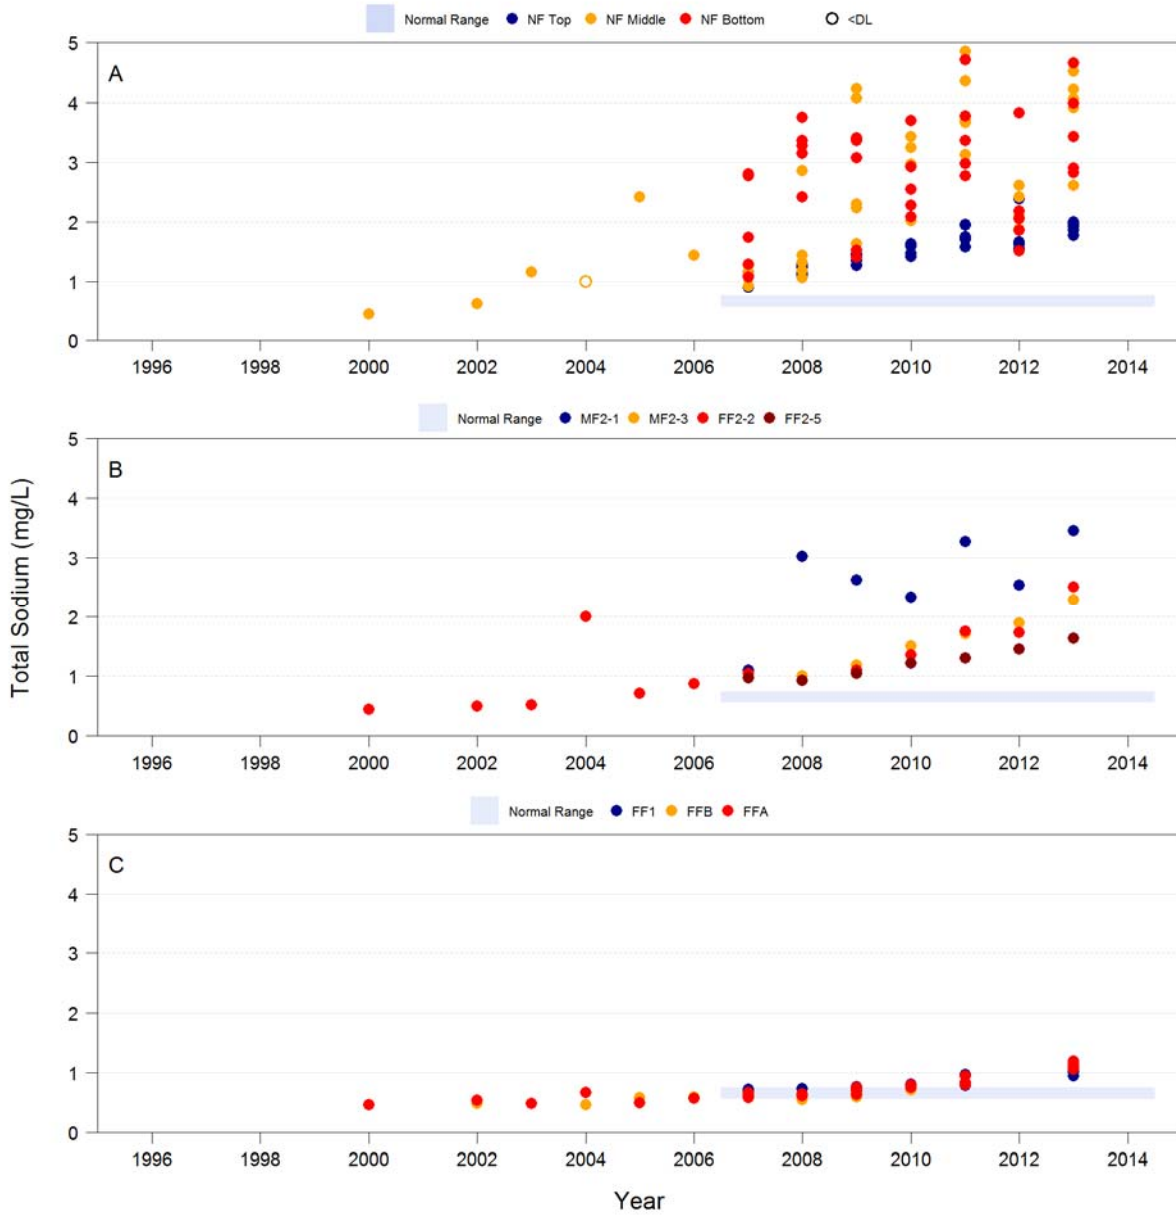 Normal Range NF Top NF Middle NF Bottom <DL
A
5
4
3
2
1
0
1996 1998 2000 2002 2004 2006 2008 2010 2012 2014
Normal Range MF2-1 MF2-3 FF2-2 FF2-5
B
5
4
3
2
1
0
1996 1998 2000 2002 2004 2006 2008 2010 2012 2014
Total Sodium (mg/L)
Normal Range FF1 FFB FFA
C
5
4
3
2
1
0
1996 1998 2000 2002 2004 2006 2008 2010 2012 2014
Year